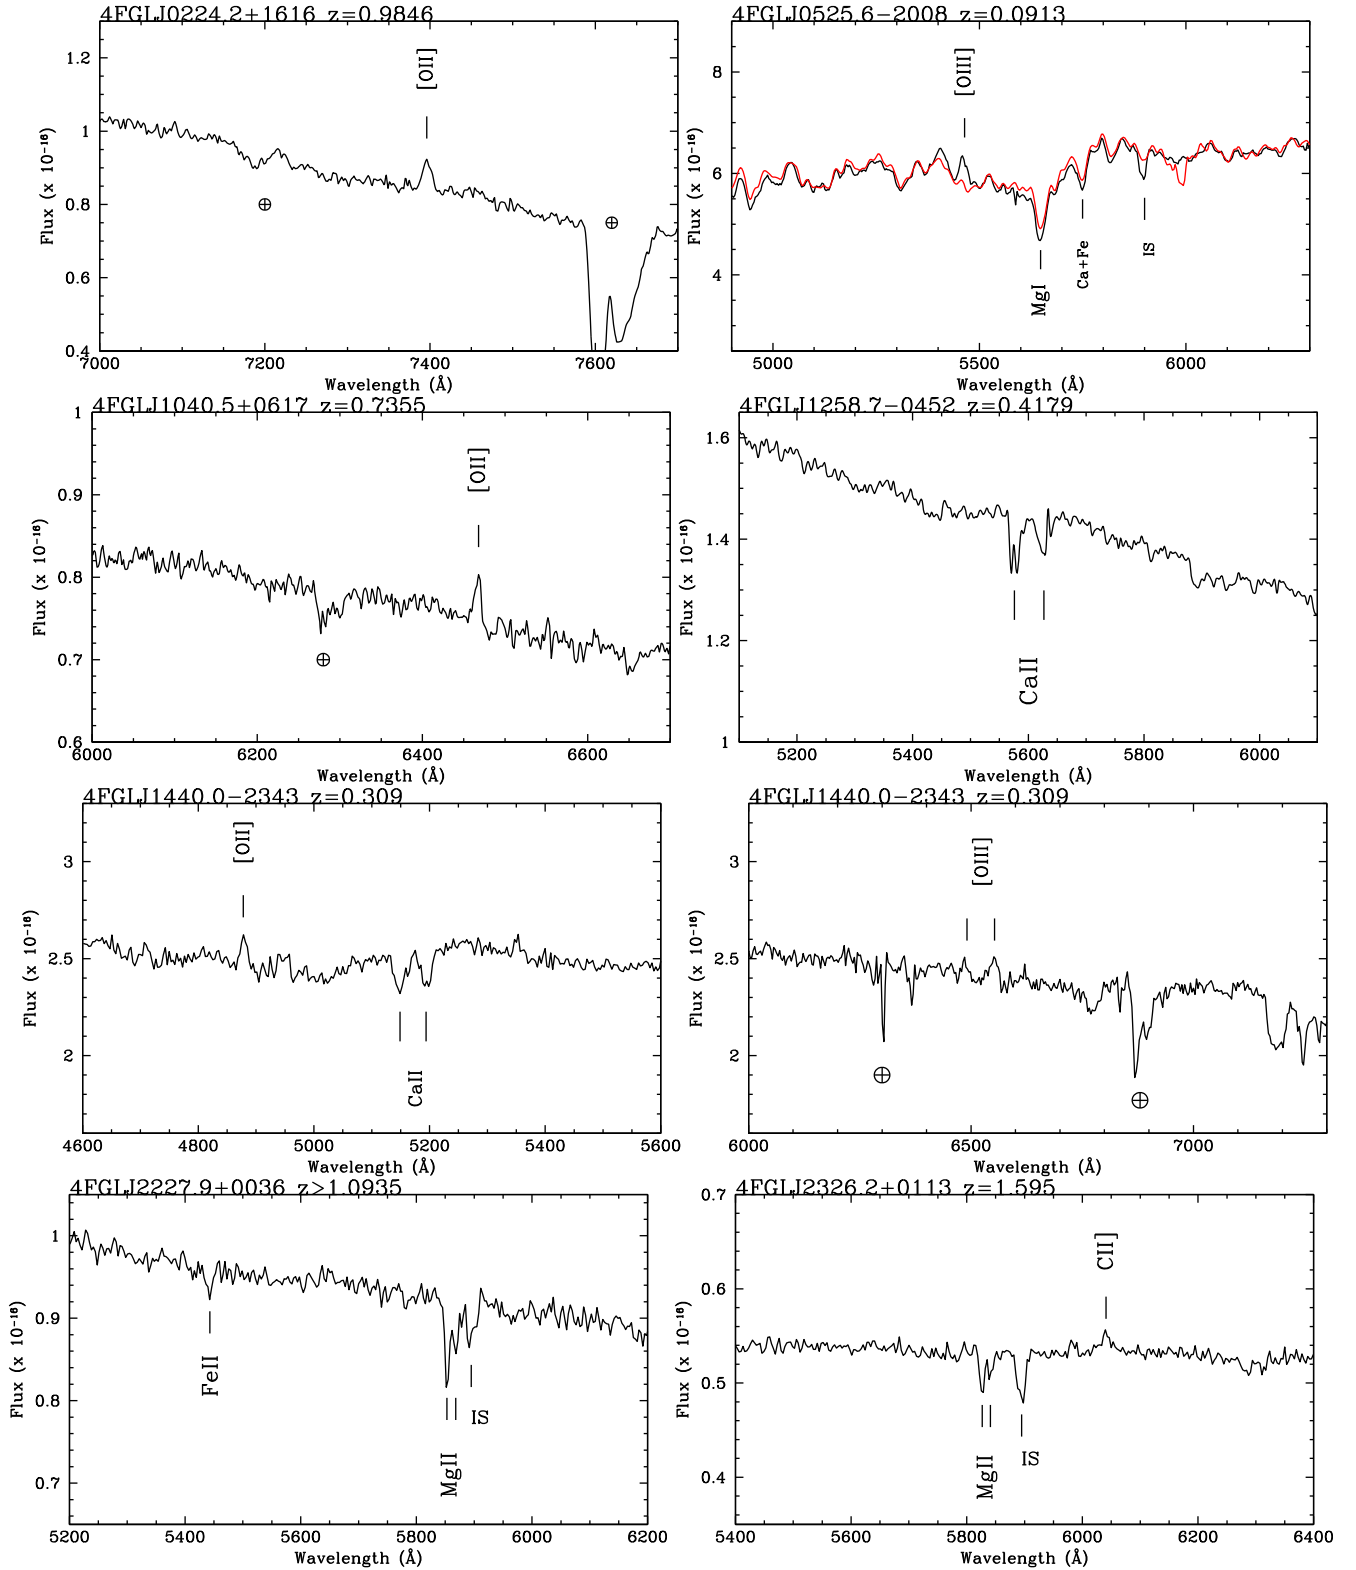 4FGLJ0224.2+1616 z=0.9846
[OII]
⊕
⊕
1.2
1
0.8
0.6
0.4
Flux (x 10⁻¹⁶)
7000 7200 7400 7600
Wavelength (Å)
4FGLJ0525.6−2008 z=0.0913
[OIII]
MgI
Ca+Fe
IS
8
6
4
Flux (x 10⁻¹⁶)
5000 5500 6000
Wavelength (Å)
4FGLJ1040.5+0617 z=0.7355
[OII]
⊕
1
0.9
0.8
0.7
0.6
Flux (x 10⁻¹⁶)
6000 6200 6400 6600
Wavelength (Å)
4FGLJ1258.7−0452 z=0.4179
CaII
1.6
1.4
1.2
1
Flux (x 10⁻¹⁶)
5200 5400 5600 5800 6000
Wavelength (Å)
4FGLJ1440.0−2343 z=0.309
[OII]
CaII
3
2.5
2
Flux (x 10⁻¹⁶)
4600 4800 5000 5200 5400 5600
Wavelength (Å)
4FGLJ1440.0−2343 z=0.309
[OIII]
⊕
⊕
3
2.5
2
Flux (x 10⁻¹⁶)
6000 6500 7000
Wavelength (Å)
4FGLJ2227.9+0036 z>1.0935
FeII
MgII
IS
1
0.9
0.8
0.7
Flux (x 10⁻¹⁶)
5200 5400 5600 5800 6000 6200
Wavelength (Å)
4FGLJ2326.2+0113 z=1.595
CII]
MgII
IS
0.7
0.6
0.5
0.4
Flux (x 10⁻¹⁶)
5400 5600 5800 6000 6200 6400
Wavelength (Å)